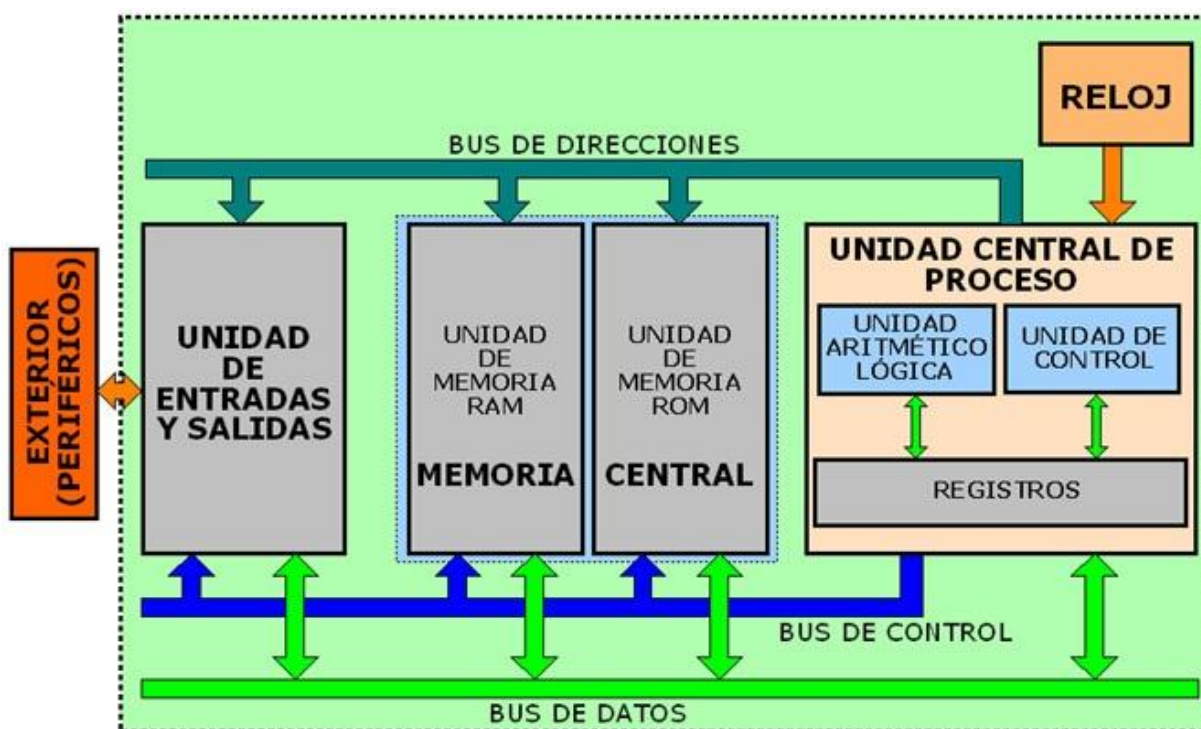 RELOJ
BUS DE DIRECCIONES
EXTÉRIOR
(PERIFÉRICOS)
UNIDAD
DE
ENTRADAS
Y SALIDAS
UNIDAD
DE
MEMORIA
RAM
MEMORIA
UNIDAD
DE
MEMORIA
ROM
CENTRAL
UNIDAD CENTRAL DE
PROCESO
UNIDAD
ARITMÉTICO
LÓGICA
UNIDAD DE
CONTROL
REGISTROS
BUS DE CONTROL
BUS DE DATOS